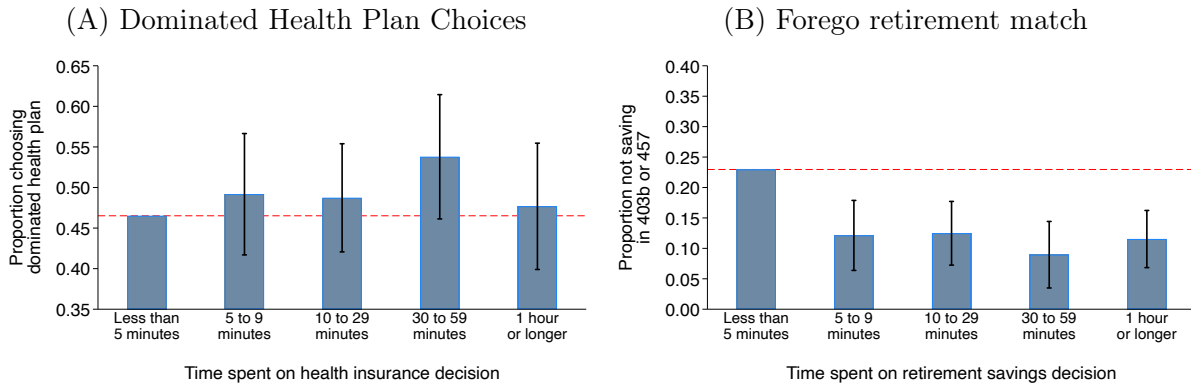 (A) Dominated Health Plan Choices
Proportion choosing
dominated health plan
0.65
0.60
0.55
0.50
0.45
0.40
0.35
Less than
5 minutes
5 to 9
minutes
10 to 29
minutes
30 to 59
minutes
1 hour
or longer
Time spent on health insurance decision
(B) Forego retirement match
Proportion not saving
in 403b or 457
0.40
0.35
0.30
0.25
0.20
0.15
0.10
0.05
0.00
Less than
5 minutes
5 to 9
minutes
10 to 29
minutes
30 to 59
minutes
1 hour
or longer
Time spent on retirement savings decision